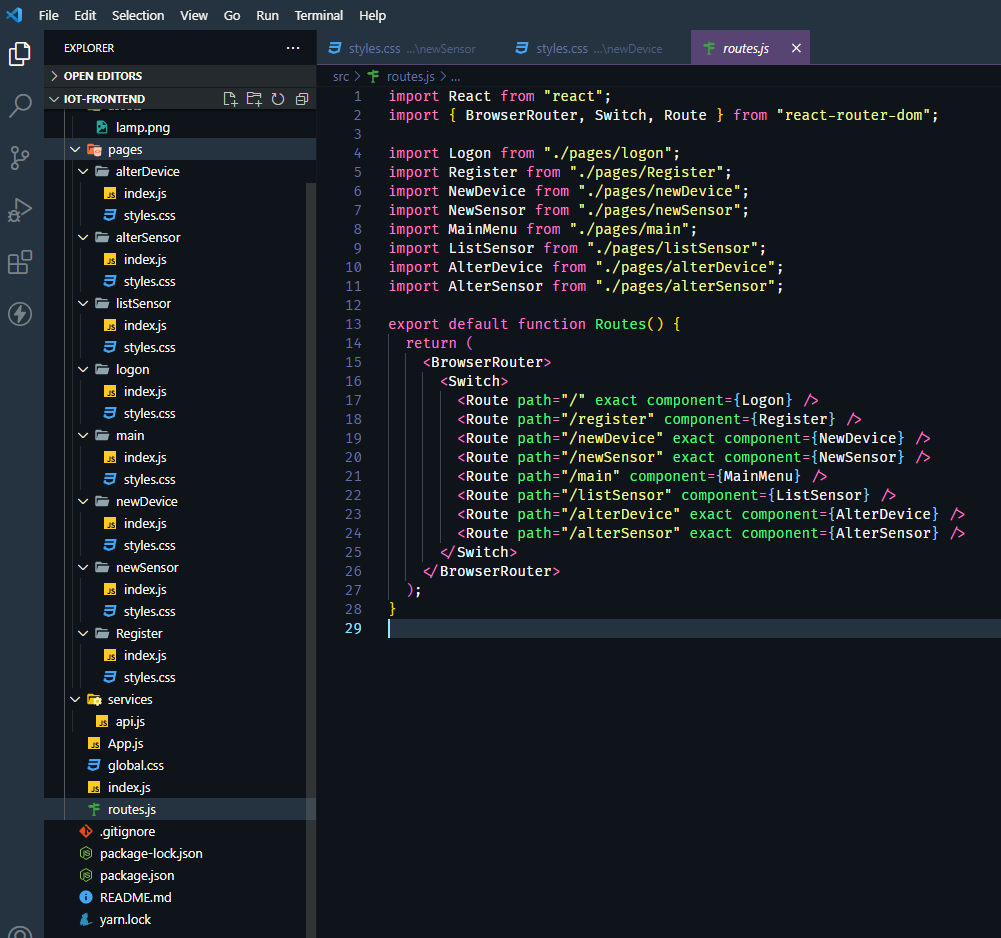 File Edit Selection View Go Run Terminal Help
EXPLORER ...
OPEN EDITORS
IOT-FRONTEND
lamp.png
pages
alterDevice
index.js
styles.css
alterSensor
index.js
styles.css
listSensor
index.js
styles.css
logon
index.js
styles.css
main
index.js
styles.css
newDevice
index.js
styles.css
newSensor
index.js
styles.css
Register
index.js
styles.css
services
api.js
App.js
global.css
index.js
routes.js
.gitignore
package-lock.json
package.json
README.md
yarn.lock
styles.css ...\newSensor styles.css ...\newDevice routes.js
src > routes.js > ...
1 import React from "react";
2 import { BrowserRouter, Switch, Route } from "react-router-dom";
3
4 import Logon from "./pages/logon";
5 import Register from "./pages/Register";
6 import NewDevice from "./pages/newDevice";
7 import NewSensor from "./pages/newSensor";
8 import MainMenu from "./pages/main";
9 import ListSensor from "./pages/listSensor";
10 import AlterDevice from "./pages/alterDevice";
11 import AlterSensor from "./pages/alterSensor";
12
13 export default function Routes() {
14 return (
15 <BrowserRouter>
16 <Switch>
17 <Route path="/" exact component={Logon} />
18 <Route path="/register" component={Register} />
19 <Route path="/newDevice" exact component={NewDevice} />
20 <Route path="/newSensor" exact component={NewSensor} />
21 <Route path="/main" component={MainMenu} />
22 <Route path="/listSensor" component={ListSensor} />
23 <Route path="/alterDevice" exact component={AlterDevice} />
24 <Route path="/alterSensor" exact component={AlterSensor} />
25 </Switch>
26 </BrowserRouter>
27 );
28 }
29